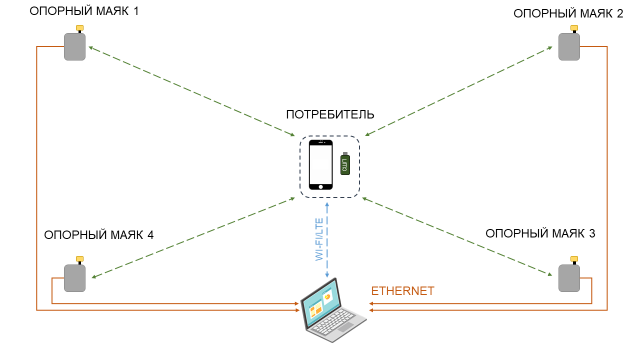 ОПОРНЫЙ МАЯК 1
ОПОРНЫЙ МАЯК 2
ПОТРЕБИТЕЛЬ
ОПОРНЫЙ МАЯК 4
ОПОРНЫЙ МАЯК 3
WI-FI/LTE
ETHERNET